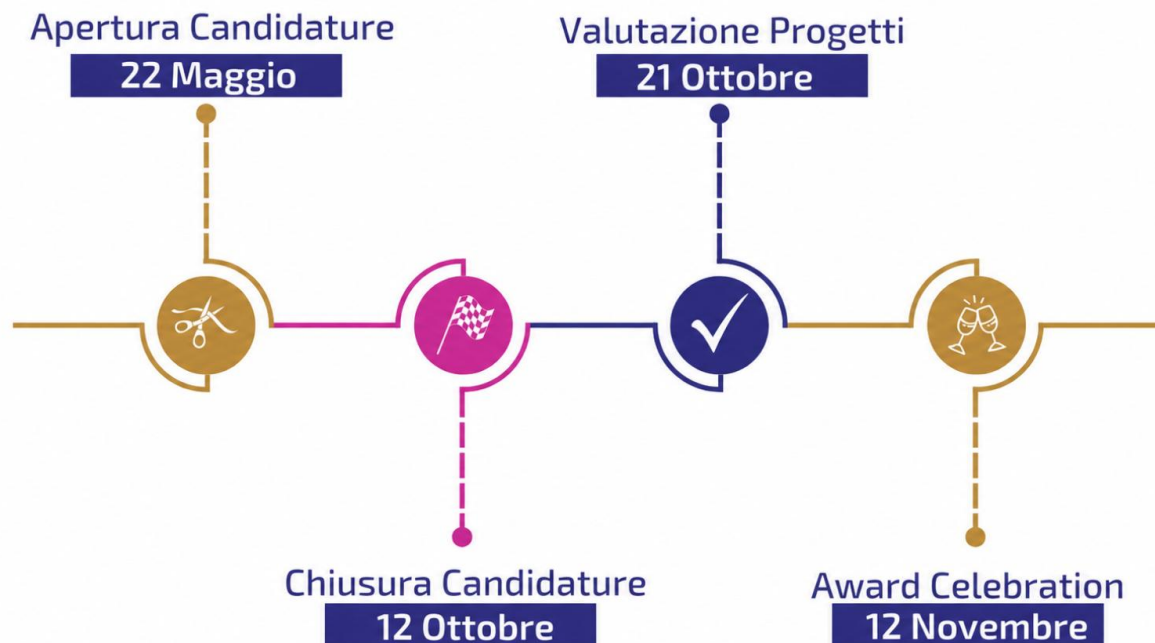 Apertura Candidature
22 Maggio
Valutazione Progetti
21 Ottobre
Chiusura Candidature
12 Ottobre
Award Celebration
12 Novembre